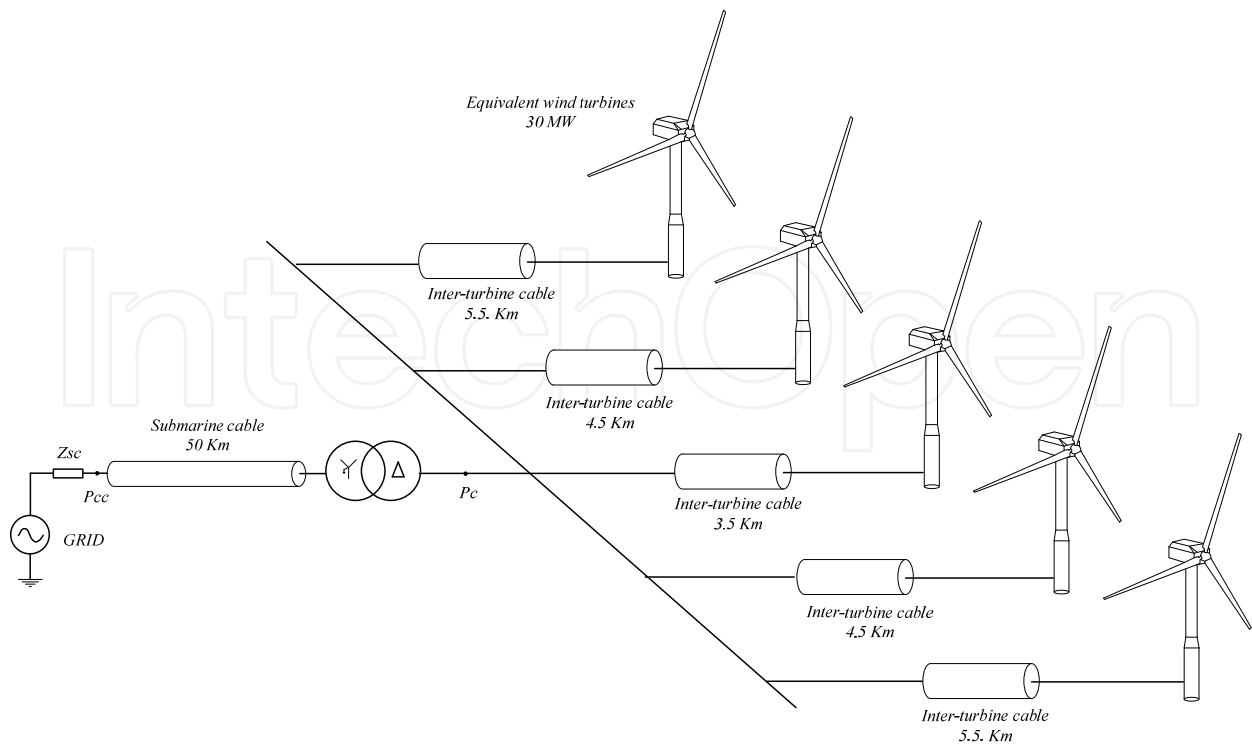 Equivalent wind turbines
30 MW
Inter-turbine cable
5.5. Km
Inter-turbine cable
4.5 Km
Submarine cable
50 Km
Zsc
Pcc
Δ
Pc
Inter-turbine cable
3.5 Km
GRID
Inter-turbine cable
4.5 Km
Inter-turbine cable
5.5. Km
IntechOpen